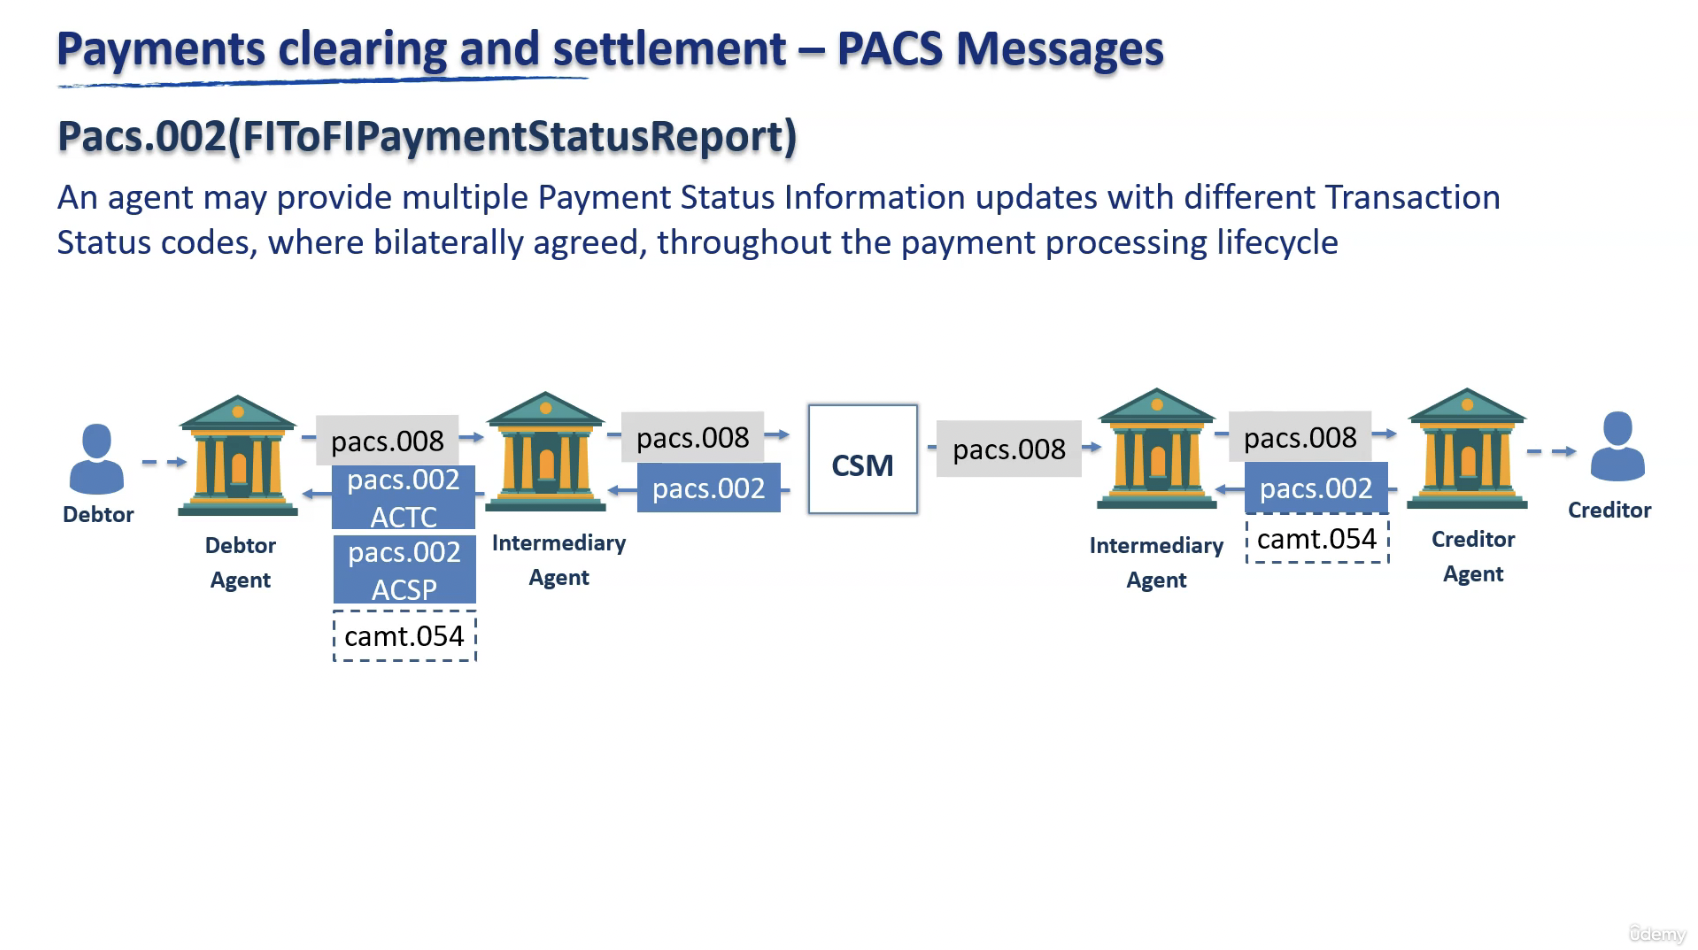 Payments clearing and settlement – PACS Messages
Pacs.002(FIToFIPaymentStatusReport)
An agent may provide multiple Payment Status Information updates with different Transaction
Status codes, where bilaterally agreed, throughout the payment processing lifecycle
Debtor
Debtor
Agent
pacs.008
pacs.002
ACTC
pacs.002
ACSP
camt.054
Intermediary
Agent
pacs.008
pacs.002
CSM
pacs.008
Intermediary
Agent
pacs.008
pacs.002
camt.054
Creditor
Agent
Creditor
ûdemy